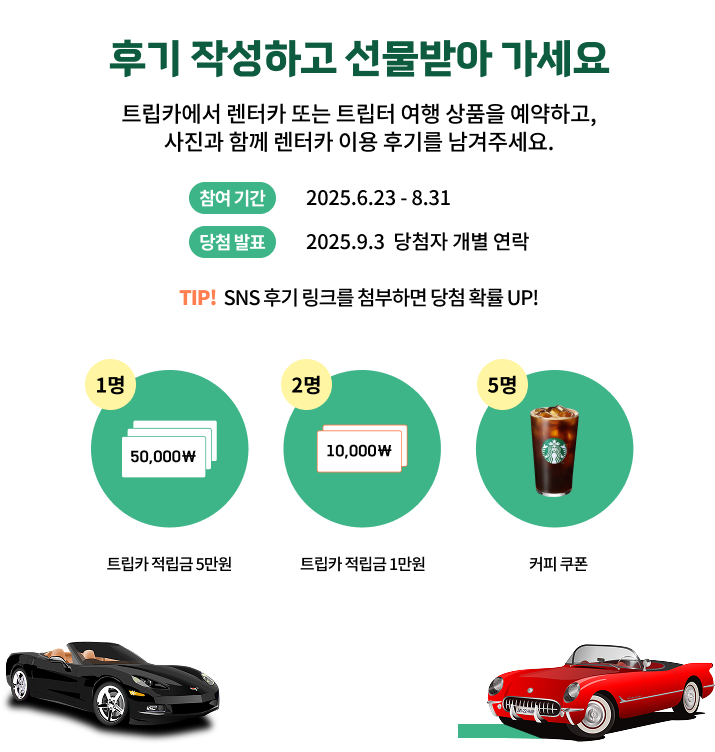 후기 작성하고 선물받아 가세요
트립카에서 렌터카 또는 트립터 여행 상품을 예약하고,
사진과 함께 렌터카 이용 후기를 남겨주세요.
참여 기간 2025.6.23 - 8.31
당첨 발표 2025.9.3 당첨자 개별 연락
TIP! SNS 후기 링크를 첨부하면 당첨 확률 UP!
1명 2명 5명
50,000₩ 10,000₩
트립카 적립금 5만원 트립카 적립금 1만원 커피 쿠폰